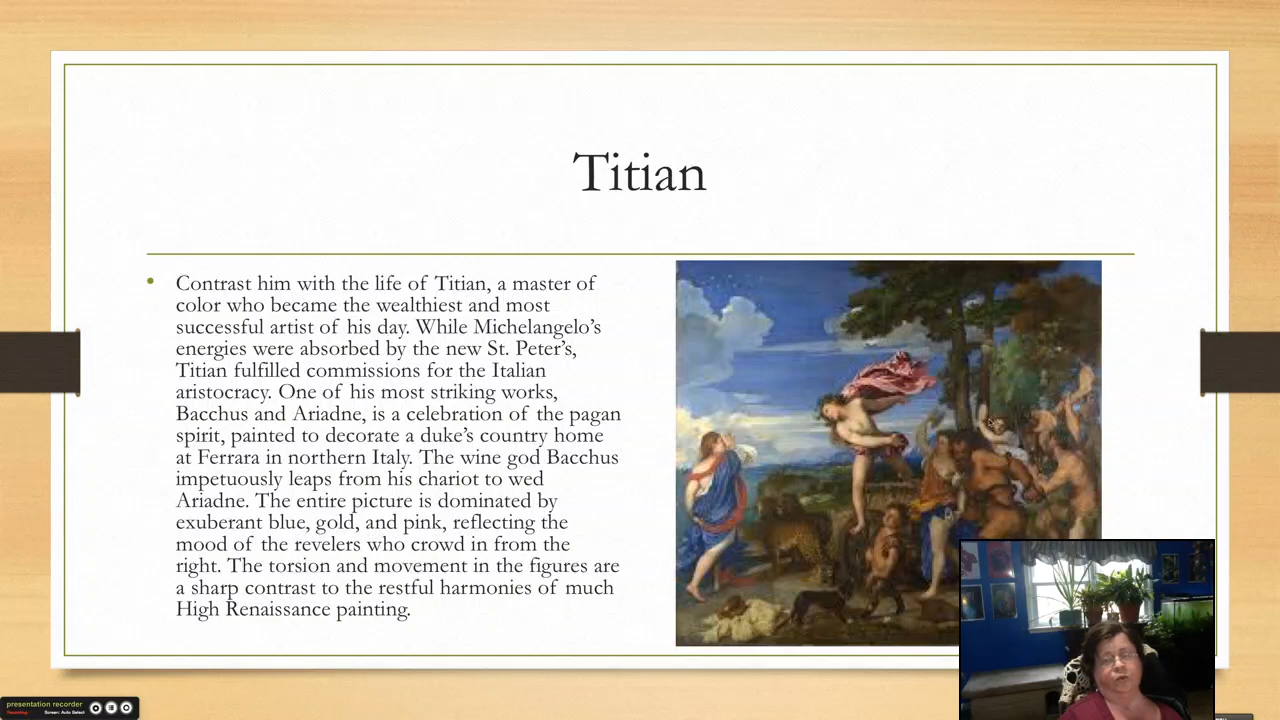 Titian
• Contrast him with the life of Titian, a master of
color who became the wealthiest and most
successful artist of his day. While Michelangelo’s
energies were absorbed by the new St. Peter’s,
Titian fulfilled commissions for the Italian
aristocracy. One of his most striking works,
Bacchus and Ariadne, is a celebration of the pagan
spirit, painted to decorate a duke’s country home
at Ferrara in northern Italy. The wine god Bacchus
impetuously leaps from his chariot to wed
Ariadne. The entire picture is dominated by
exuberant blue, gold, and pink, reflecting the
mood of the revelers who crowd in from the
right. The torsion and movement in the figures are
a sharp contrast to the restful harmonies of much
High Renaissance painting.
presentation recorder
Screen: Auto Select